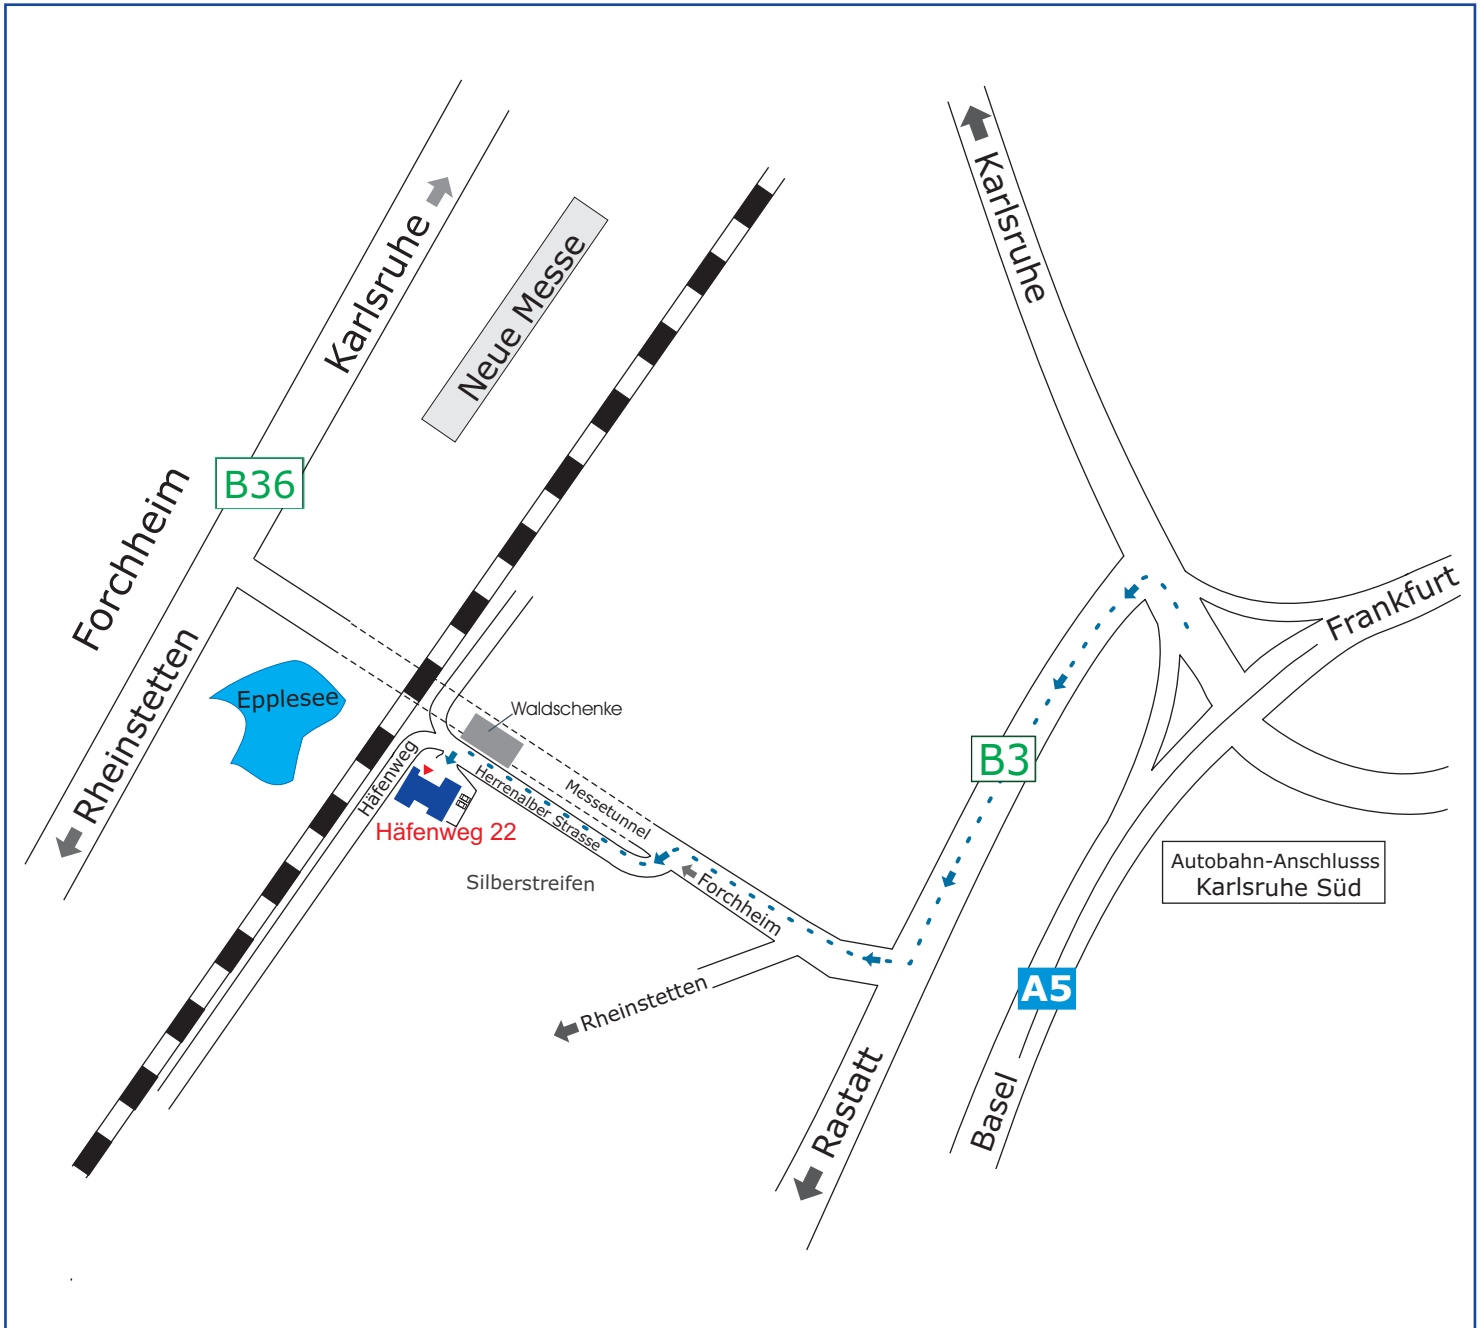 Karlsruhe
Karlsruhe
Neue Messe
B36
Forchheim
Frankfurt
Rheinstetten
Epplesee
Waldschenke
B3
Häfenweg
Herrenalber Strasse
Messetunnel
Häfenweg 22
Silberstreifen
Forchheim
Autobahn-Anschlusss
Karlsruhe Süd
Rheinstetten
A5
Rastatt
Basel